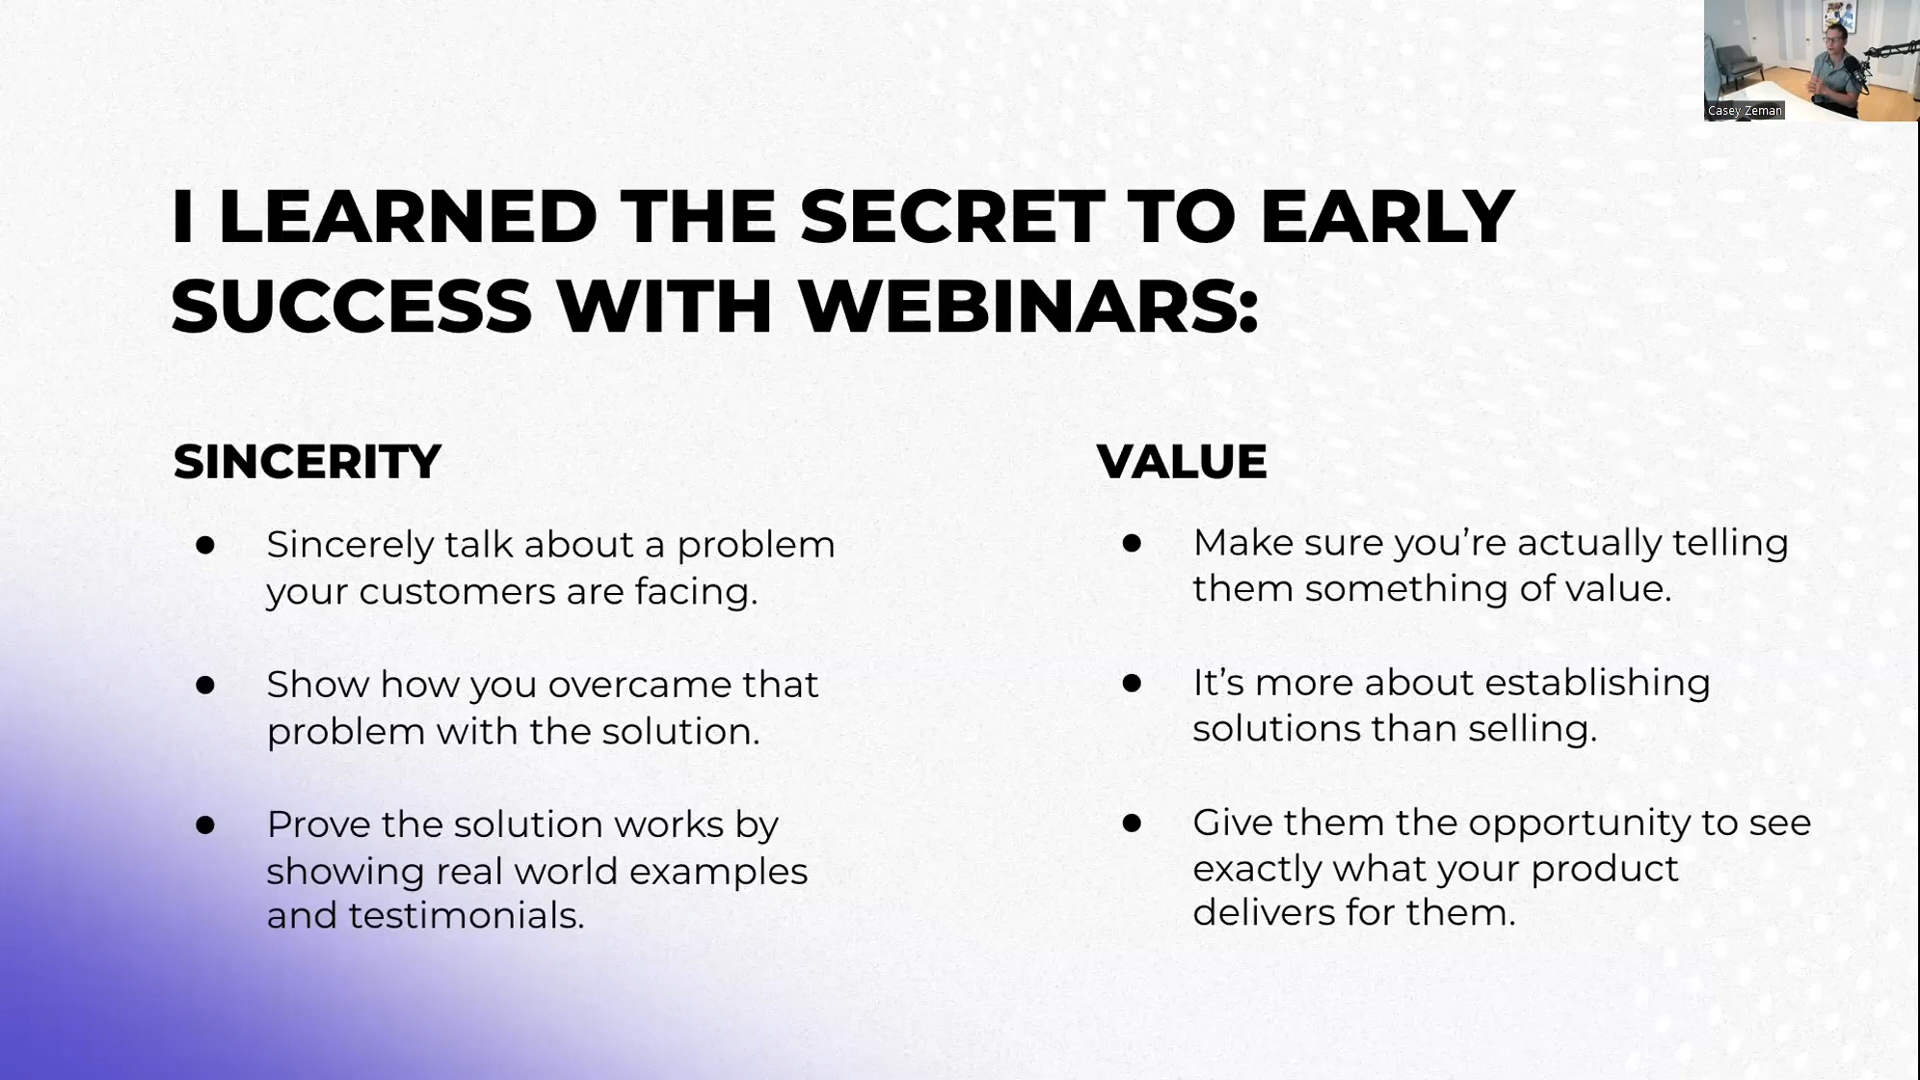 Casey Zeman
I LEARNED THE SECRET TO EARLY
SUCCESS WITH WEBINARS:
SINCERITY
● Sincerely talk about a problem
your customers are facing.
● Show how you overcame that
problem with the solution.
● Prove the solution works by
showing real world examples
and testimonials.
VALUE
● Make sure you’re actually telling
them something of value.
● It’s more about establishing
solutions than selling.
● Give them the opportunity to see
exactly what your product
delivers for them.